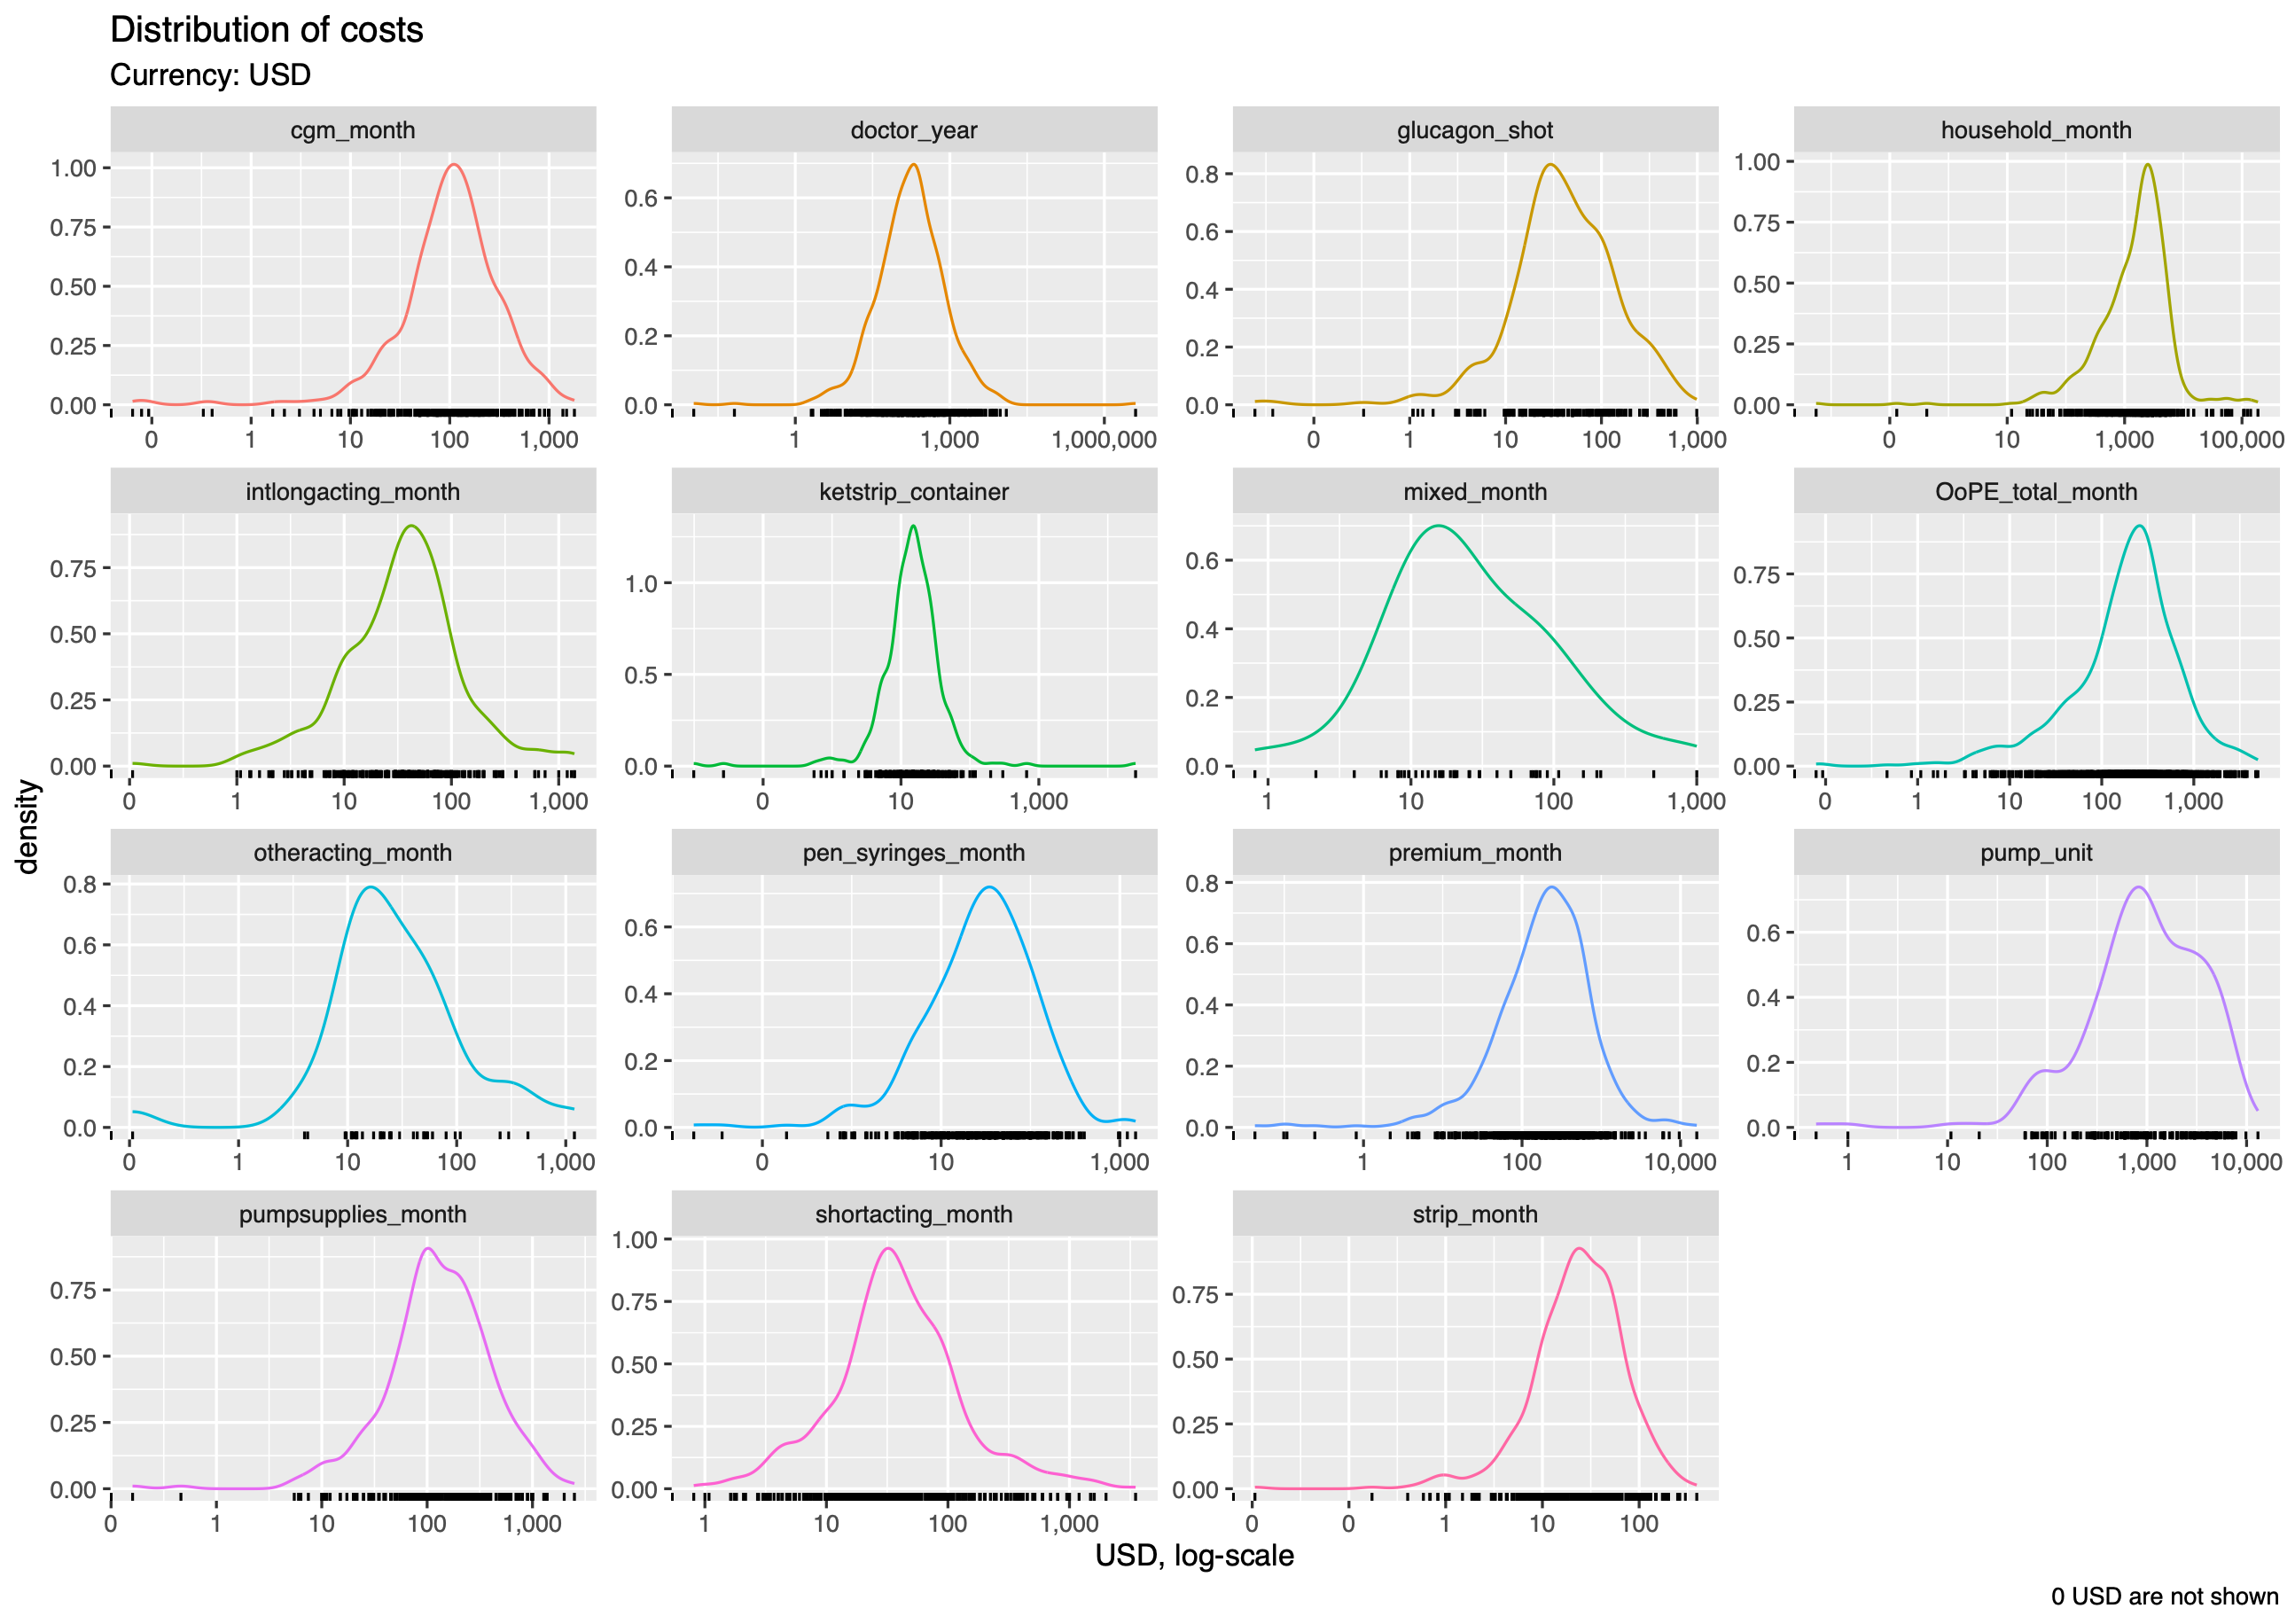 Distribution of costs
Currency: USD
cgm_month doctor_year glucagon_shot household_month
1.00 0.75 0.50 0.25 0.00
0.6 0.4 0.2 0.0
0.8 0.6 0.4 0.2 0.0
1.00 0.75 0.50 0.25 0.00
0 1 10 100 1,000
1 1,000 1,000,000
0 1 10 100 1,000
0 10 1,000 100,000
intlongacting_month ketstrip_container mixed_month OoPE_total_month
0.75 0.50 0.25 0.00
1.0 0.5 0.0
0.6 0.4 0.2 0.0
0.75 0.50 0.25 0.00
0 1 10 100 1,000
0 10 1,000
1 10 100 1,000
0 1 10 100 1,000
density
otheracting_month pen_syringes_month premium_month pump_unit
0.8 0.6 0.4 0.2 0.0
0.6 0.4 0.2 0.0
0.8 0.6 0.4 0.2 0.0
0.6 0.4 0.2 0.0
0 1 10 100 1,000
0 10 1,000
1 100 10,000
1 10 100 1,000 10,000
pumpsupplies_month shortacting_month strip_month
0.75 0.50 0.25 0.00
1.00 0.75 0.50 0.25 0.00
0.75 0.50 0.25 0.00
0 1 10 100 1,000
1 10 100 1,000
0 0 1 10 100
USD, log-scale
0 USD are not shown